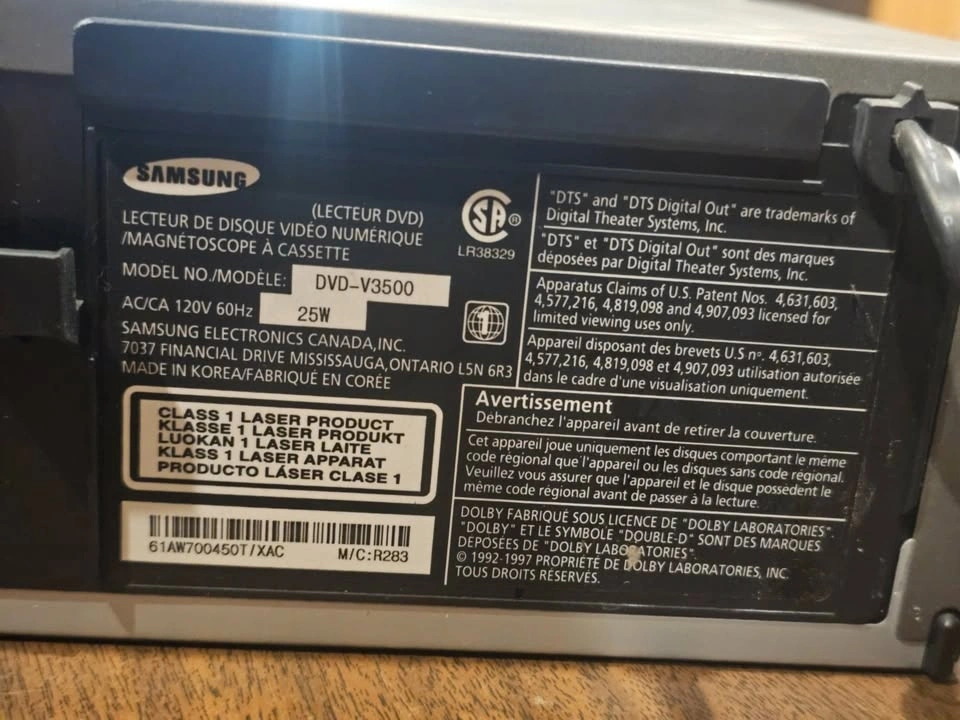 SAMSUNG
(LECTEUR DVD)
LECTEUR DE DISQUE VIDÉO NUMÉRIQUE
/MAGNÉTOSCOPE À CASSETTE
MODEL NO./MODÈLE: DVD-V3500
AC/CA 120V 60Hz 25W
SAMSUNG ELECTRONICS CANADA,INC.
7037 FINANCIAL DRIVE MISSISSAUGA,ONTARIO L5N 6R3
MADE IN KOREA/FABRIQUÉ EN CORÉE
SA ®
LR38329
1
CLASS 1 LASER PRODUCT
KLASSE 1 LASER PRODUKT
LUOKAN 1 LASER LAITE
KLASS 1 LASER APPARAT
PRODUCTO LÁSER CLASE 1
61AW700450T/XAC M/C:R283
"DTS" and "DTS Digital Out" are trademarks of
Digital Theater Systems, Inc.
"DTS" et "DTS Digital Out" sont des marques
déposées par Digital Theater Systems, Inc.
Apparatus Claims of U.S. Patent Nos. 4,631,603,
4,577,216, 4,819,098 and 4,907,093 licensed for
limited viewing uses only.
Appareil disposant des brevets U.S nº. 4,631,603,
4,577,216, 4,819,098 et 4,907,093 utilisation autorisée
dans le cadre d'une visualisation uniquement.
Avertissement
Débranchez l'appareil avant de retirer la couverture.
Cet appareil joue uniquement les disques comportant le même
code régional que l'appareil ou les disques sans code régional.
Veuillez vous assurer que l'appareil et le disque possèdent le
même code régional avant de passer à la lecture.
DOLBY FABRIQUÉ SOUS LICENCE DE "DOLBY LABORATORIES".
"DOLBY" ET LE SYMBOLE "DOUBLE-D" SONT DES MARQUES
DÉPOSÉES DE "DOLBY LABORATORIES".
© 1992-1997 PROPRIÉTÉ DE DOLBY LABORATORIES, INC.
TOUS DROITS RESERVÉS.